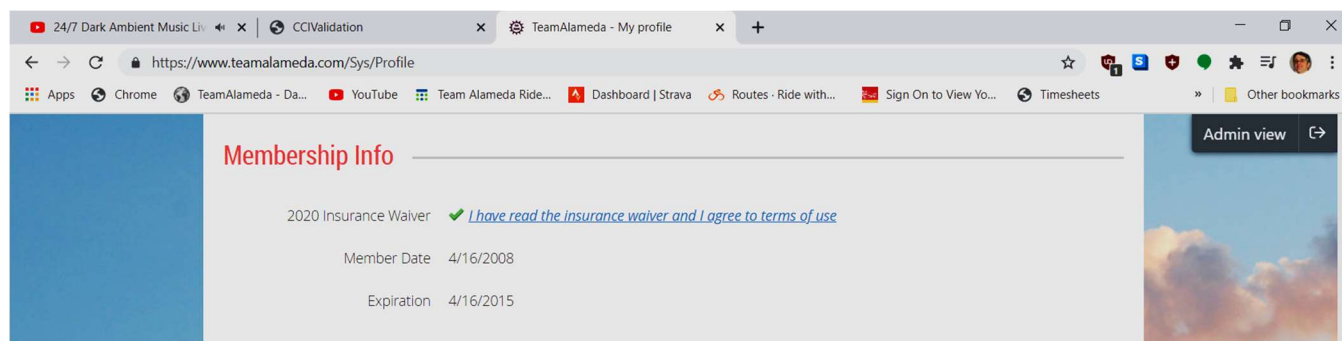 24/7 Dark Ambient Music Liv
CCIValidation
TeamAlameda - My profile
https://www.teamalameda.com/Sys/Profile
1
S
Apps
Chrome
TeamAlameda - Da...
YouTube
Team Alameda Ride...
Dashboard | Strava
Routes · Ride with...
Sign On to View Yo...
Timesheets
»
Other bookmarks
Admin view
Membership Info
2020 Insurance Waiver I have read the insurance waiver and I agree to terms of use
Member Date 4/16/2008
Expiration 4/16/2015